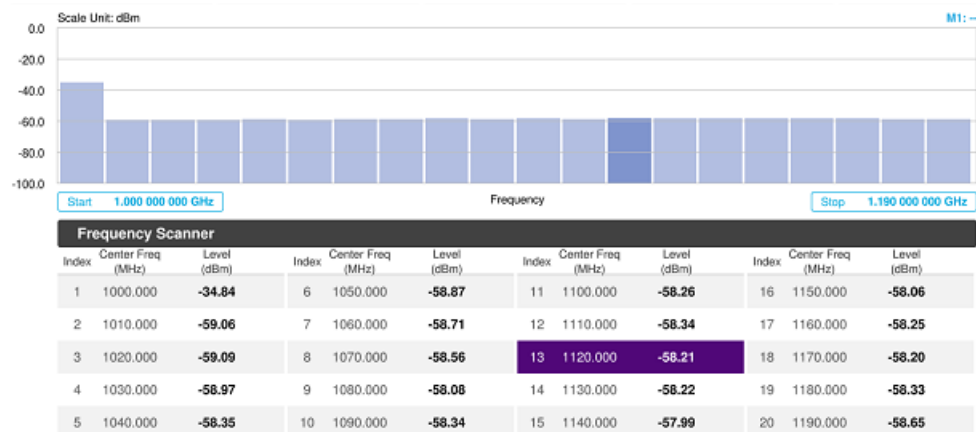 Scale Unit: dBm M1: --
0.0
-20.0
-40.0
-60.0
-80.0
-100.0
Start 1.000 000 000 GHz Frequency Stop 1.190 000 000 GHz
Frequency Scanner
Index Center Freq (MHz) Level (dBm) Index Center Freq (MHz) Level (dBm) Index Center Freq (MHz) Level (dBm) Index Center Freq (MHz) Level (dBm)
1 1000.000 -34.84 6 1050.000 -58.87 11 1100.000 -58.26 16 1150.000 -58.06
2 1010.000 -59.06 7 1060.000 -58.71 12 1110.000 -58.34 17 1160.000 -58.25
3 1020.000 -59.09 8 1070.000 -58.56 13 1120.000 -58.21 18 1170.000 -58.20
4 1030.000 -58.97 9 1080.000 -58.08 14 1130.000 -58.22 19 1180.000 -58.33
5 1040.000 -58.35 10 1090.000 -58.34 15 1140.000 -57.99 20 1190.000 -58.65